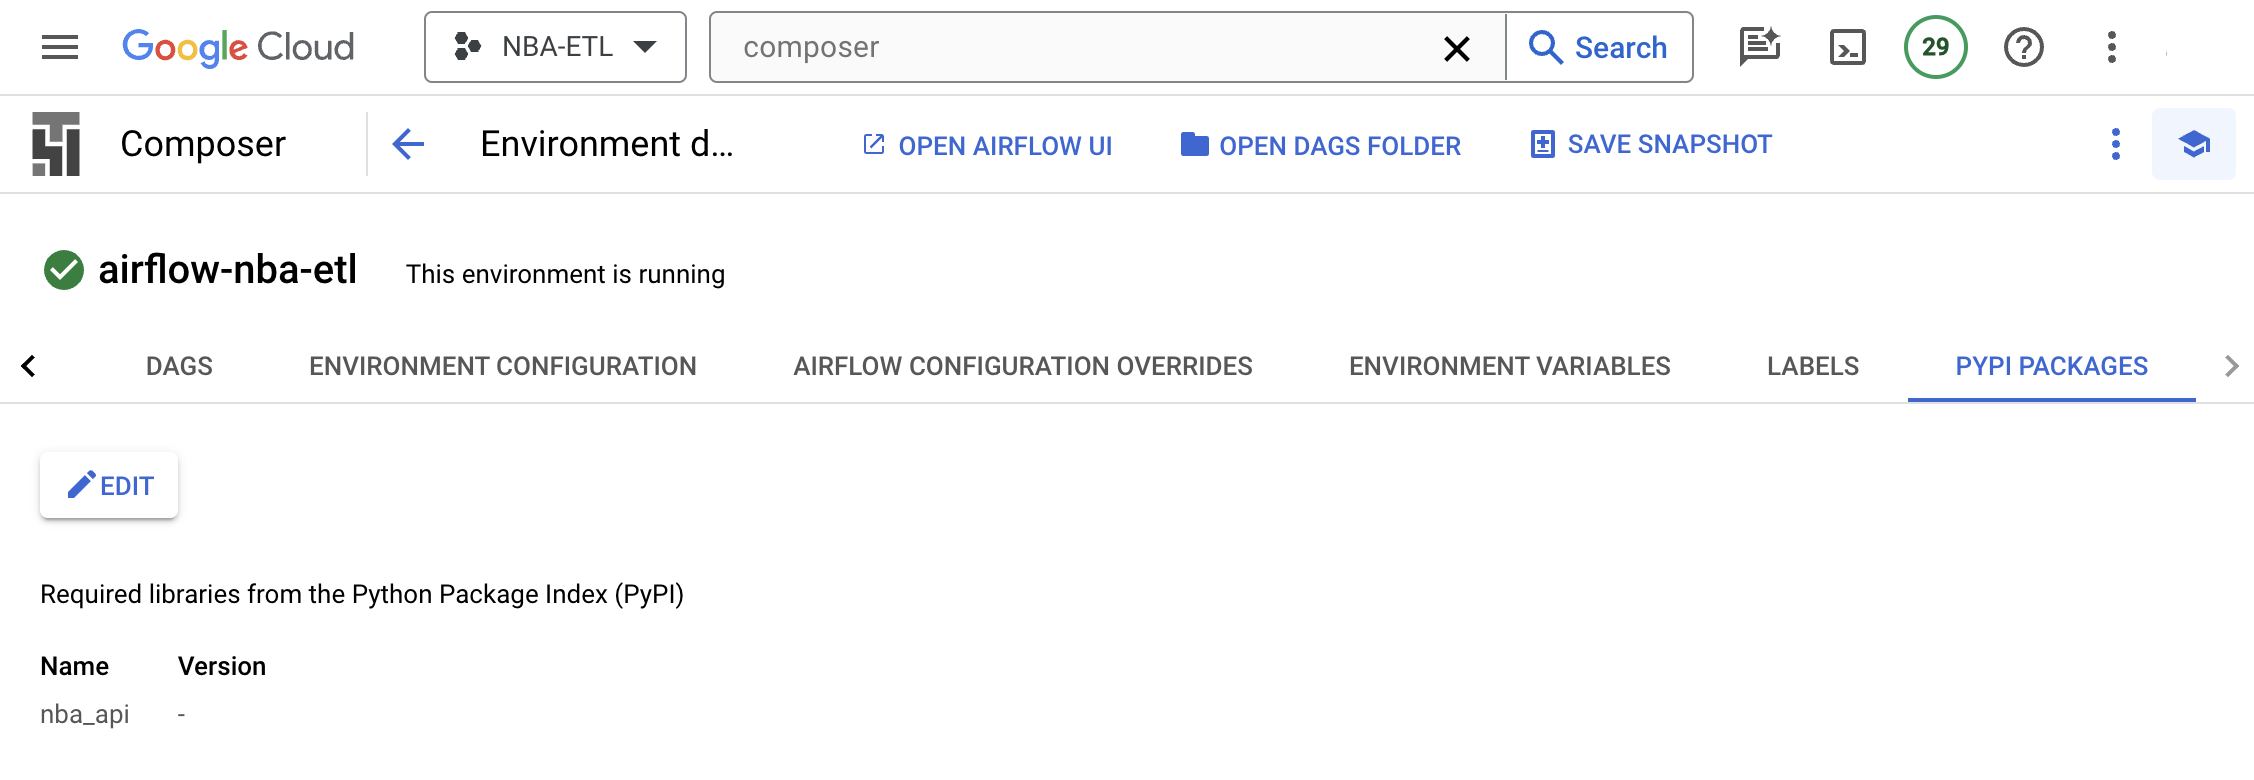 Google Cloud NBA-ETL composer Search 29
Composer Environment d... OPEN AIRFLOW UI OPEN DAGS FOLDER SAVE SNAPSHOT
airflow-nba-etl This environment is running
DAGS ENVIRONMENT CONFIGURATION AIRFLOW CONFIGURATION OVERRIDES ENVIRONMENT VARIABLES LABELS PYPI PACKAGES
EDIT
Required libraries from the Python Package Index (PyPI)
Name Version
nba_api -